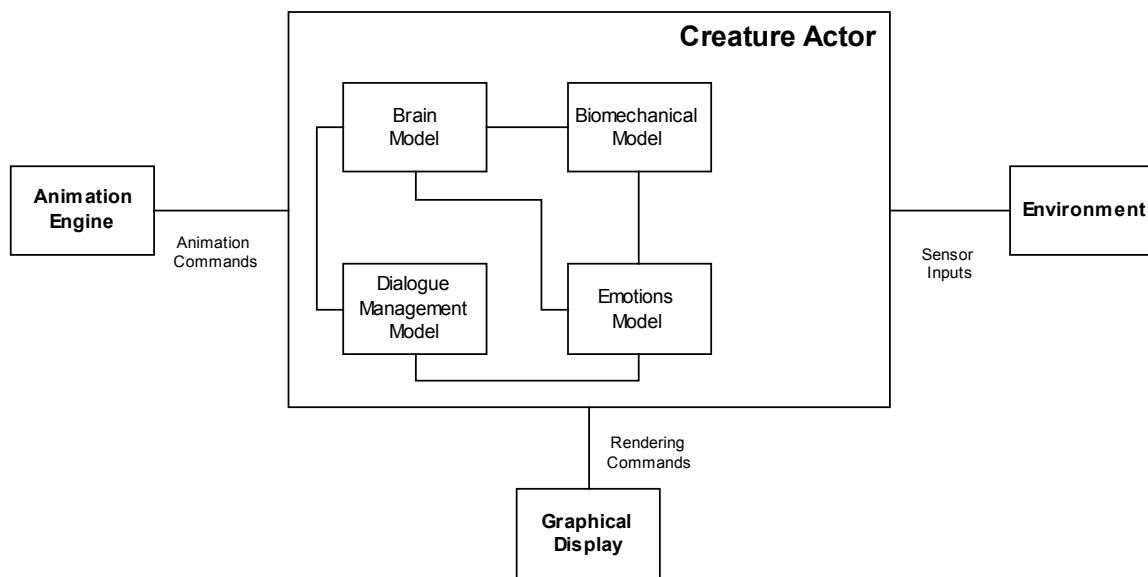 Creature Actor
Brain
Model
Biomechanical
Model
Animation
Engine
Animation
Commands
Environment
Sensor
Inputs
Dialogue
Management
Model
Emotions
Model
Rendering
Commands
Graphical
Display